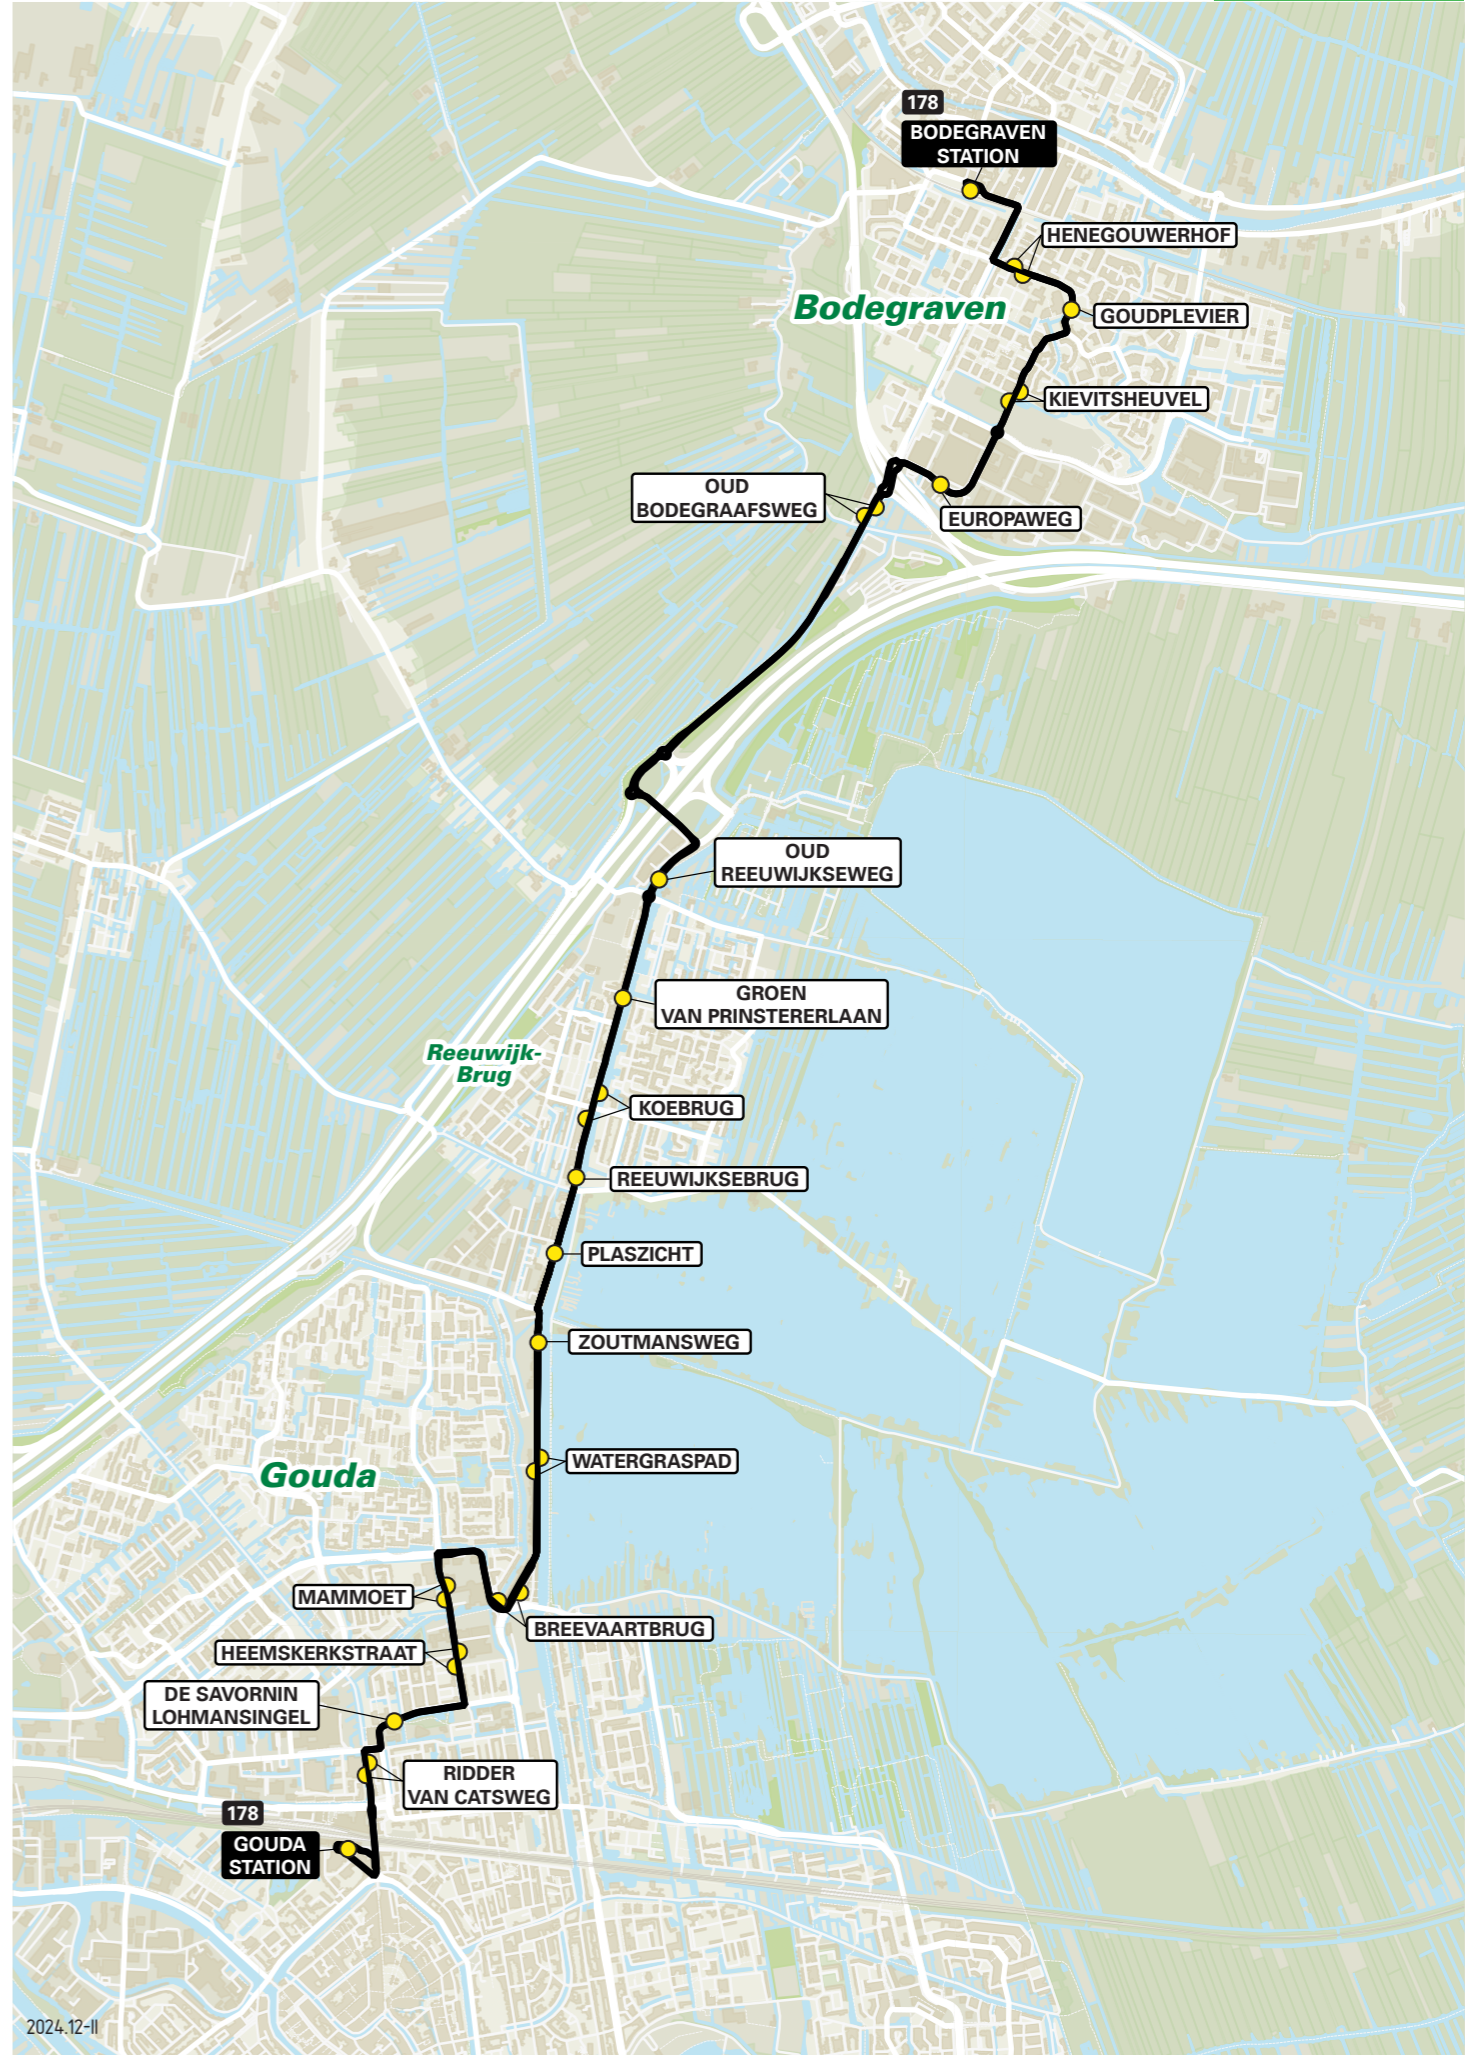 178
BODEGRAVEN
STATION
HENEGOUWERHOF
Bodegraven
GOUDPLEVIER
KIEVITSHEUVEL
OUD
BODEGRAAFSWEG
EUROPAWEG
OUD
REEUWIJKSEWEG
GROEN
VAN PRINSTERERLAAN
Reeuwijk-
Brug
KOEBRUG
REEUWIJKSEBRUG
PLASZICHT
ZOUTMANSWEG
WATERGRASPAD
Gouda
MAMMOET
BREEVAARTBRUG
HEEMSKERKSTRAAT
DE SAVORNIN
LOHMANSINGEL
RIDDER
VAN CATSWEG
178
GOUDA
STATION
2024.12-II